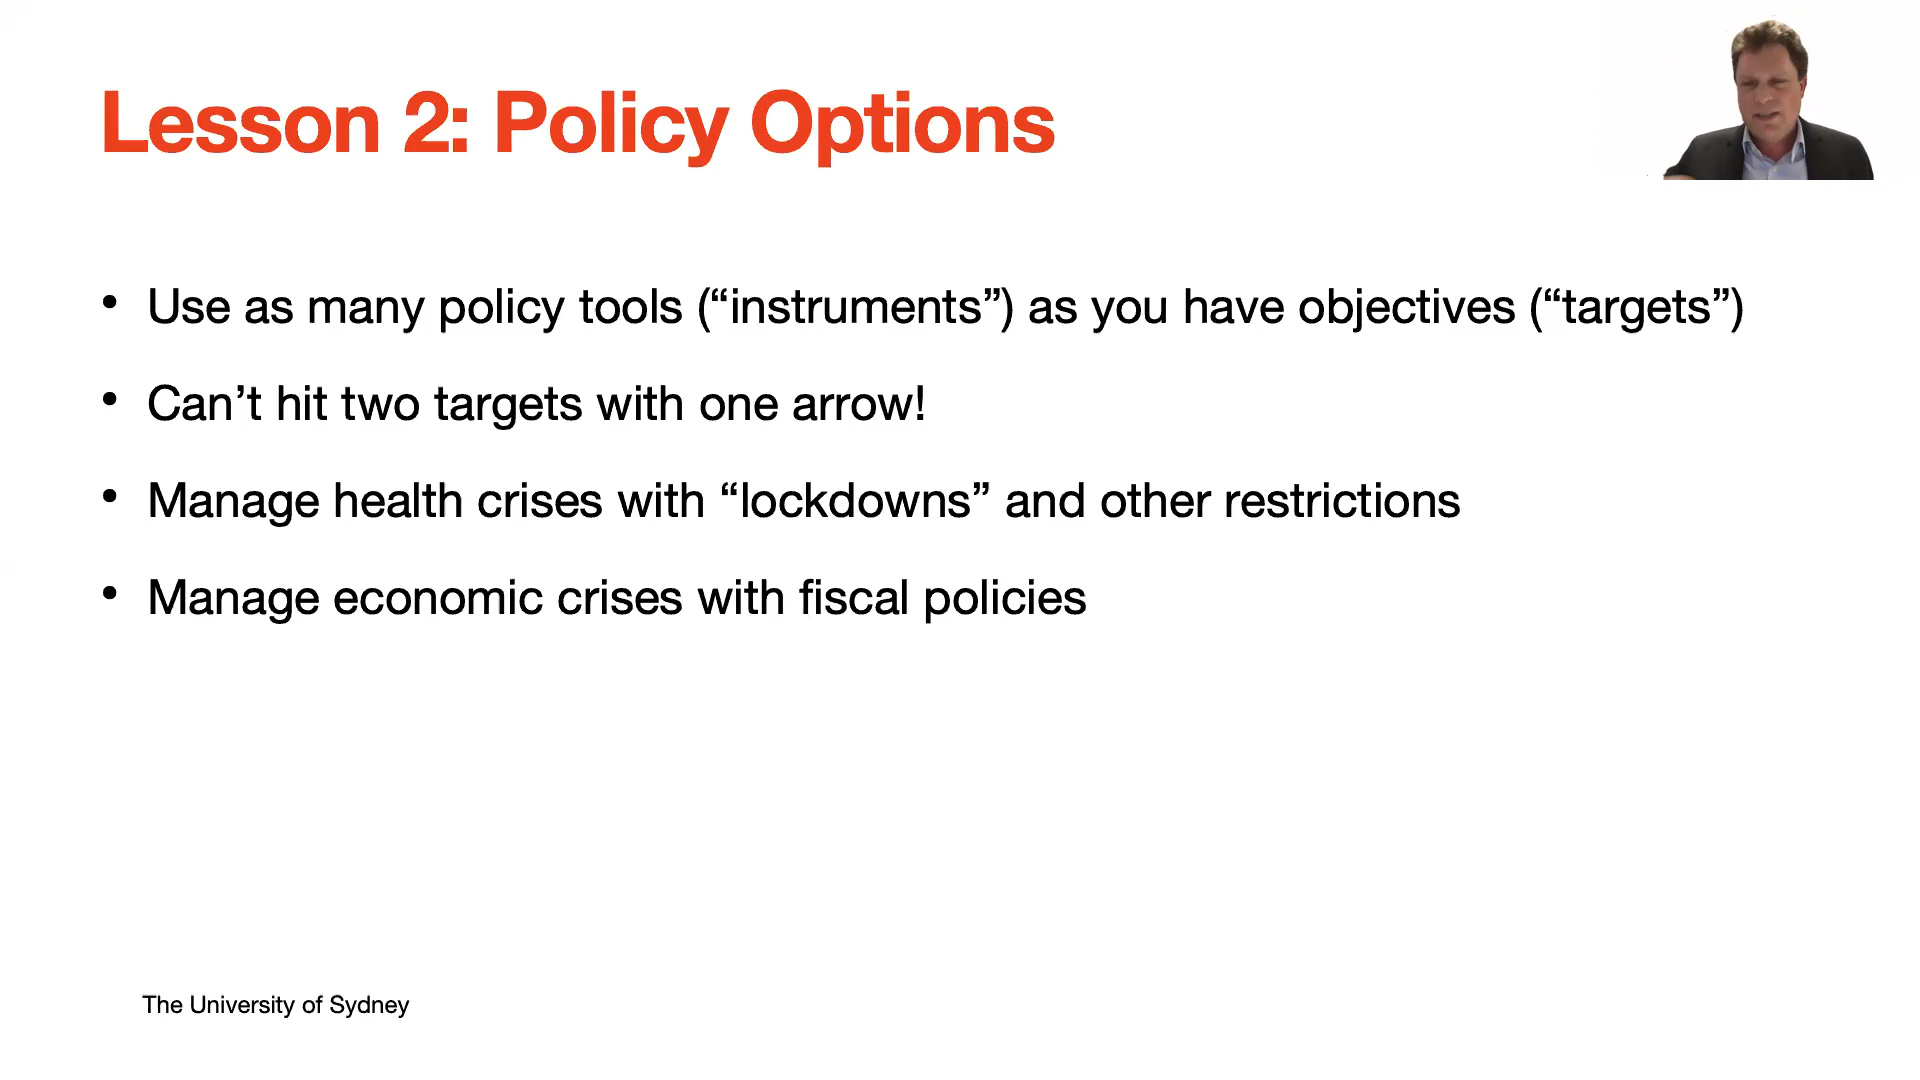 Lesson 2: Policy Options
• Use as many policy tools (“instruments”) as you have objectives (“targets”)
• Can’t hit two targets with one arrow!
• Manage health crises with “lockdowns” and other restrictions
• Manage economic crises with fiscal policies
The University of Sydney